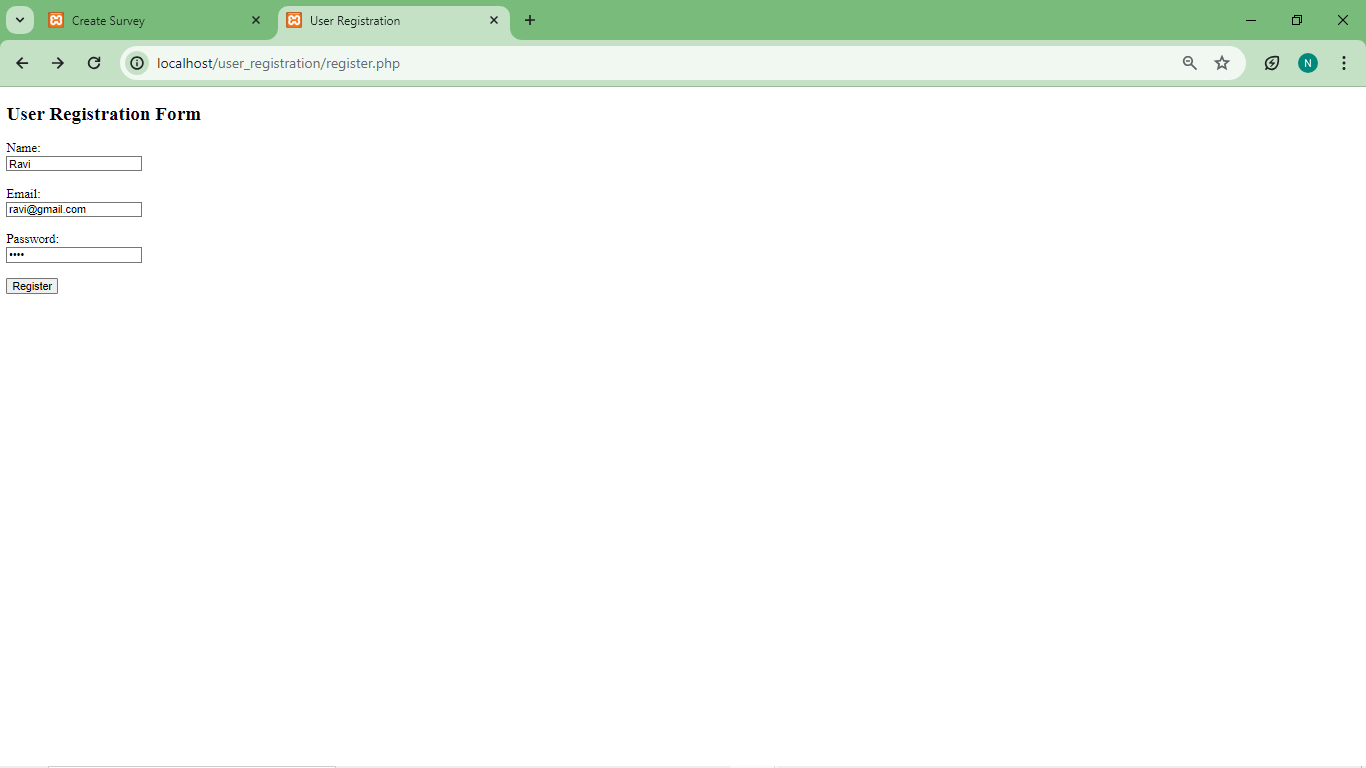 Create Survey
User Registration
localhost/user_registration/register.php
N
User Registration Form
Name:
Ravi
Email:
ravi@gmail.com
Password:
••••
Register